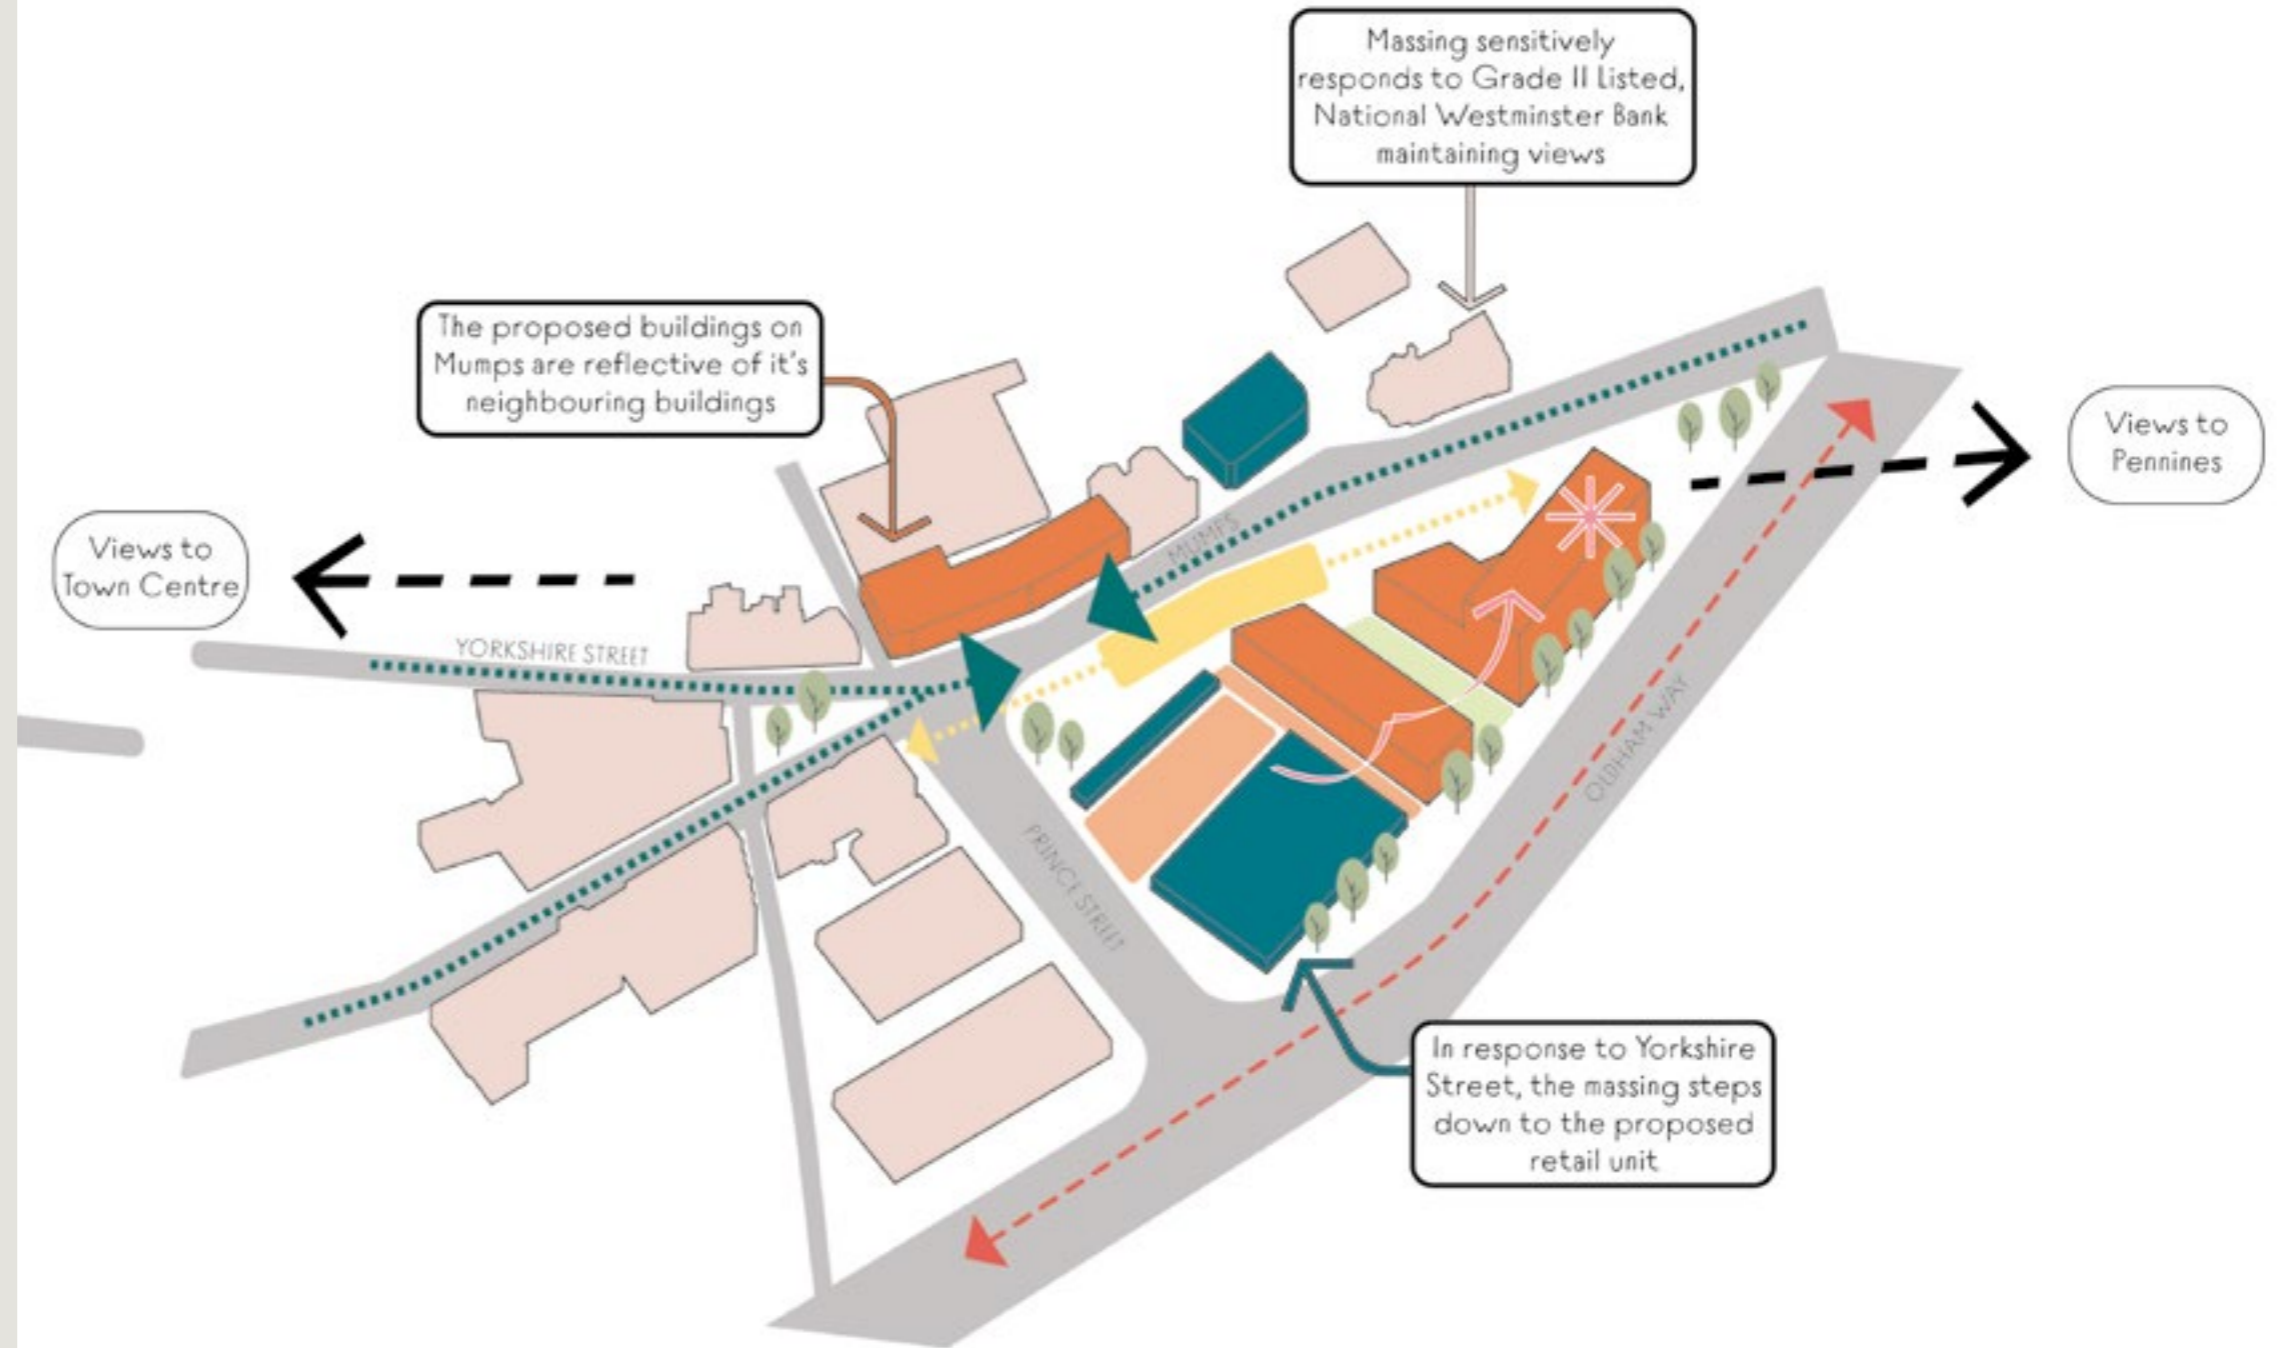 Massing sensitively
responds to Grade II listed,
National Westminster Bank
maintaining views
The proposed buildings on
Mumps are reflective of it's
neighbouring buildings
Views to
Pennines
Views to
Town Centre
MUMPS
YORKSHIRE STREET
OLDHAM WAY
PRINCE STREET
In response to Yorkshire
Street, the massing steps
down to the proposed
retail unit